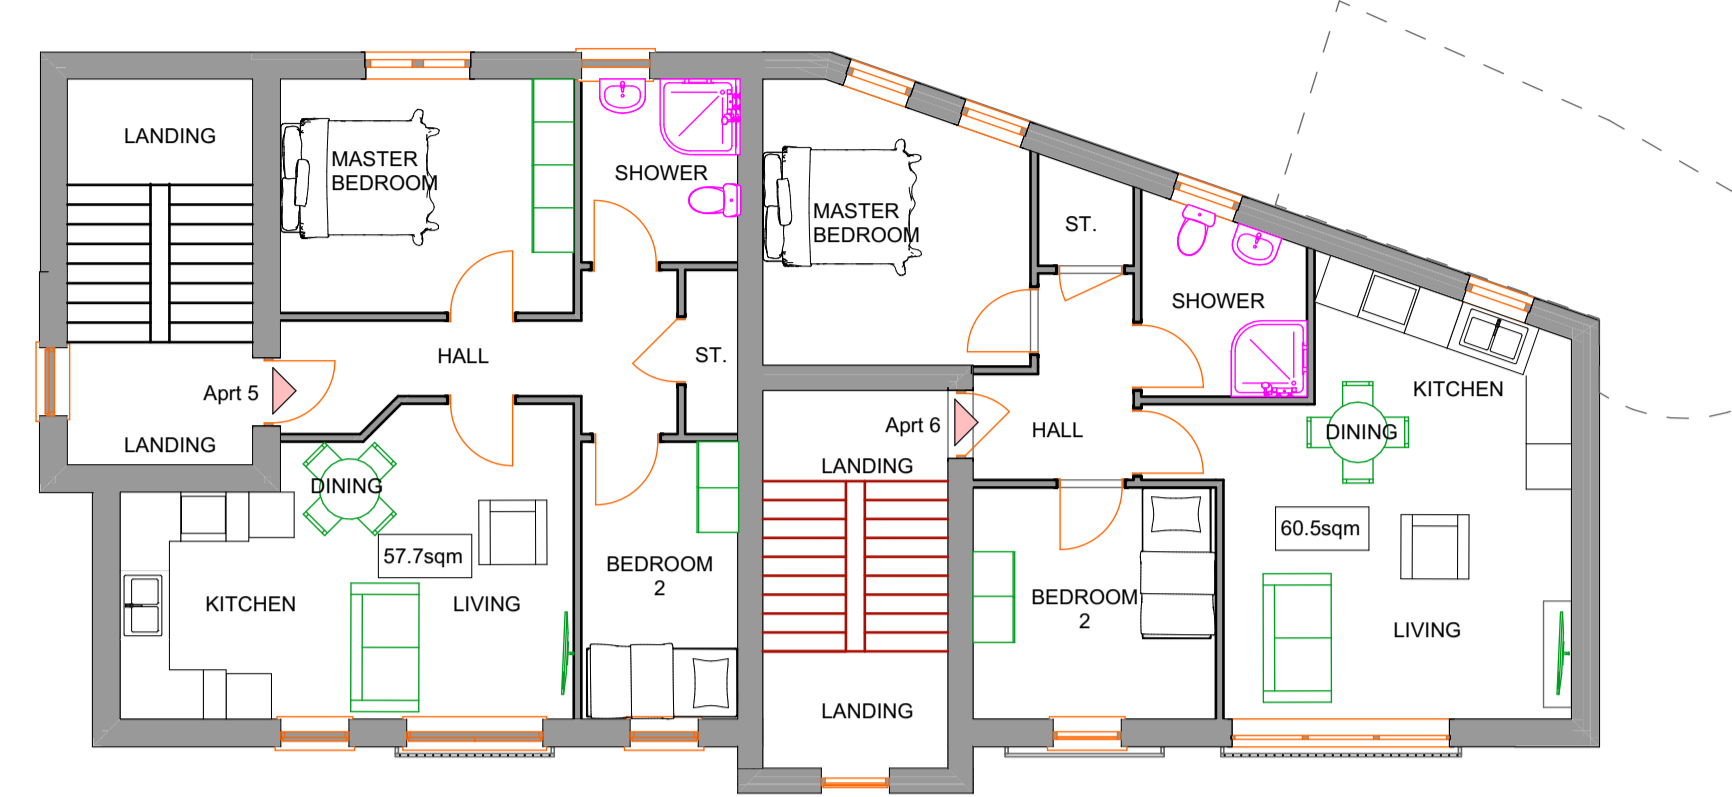 LANDING
MASTER
BEDROOM
SHOWER
HALL
ST.
Aprt 5
LANDING
DINING
57.7sqm
KITCHEN
LIVING
BEDROOM
2
MASTER
BEDROOM
ST.
SHOWER
KITCHEN
DINING
Aprt 6
HALL
LANDING
60.5sqm
BEDROOM
2
LIVING
LANDING